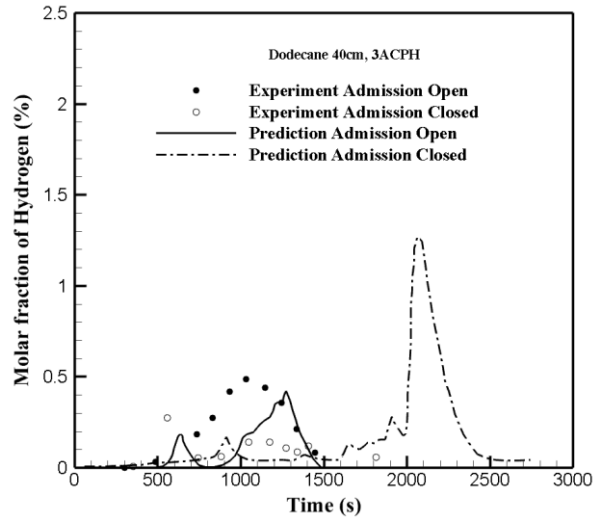 2.5
Dodecane 40cm, 3ACPH
Experiment Admission Open
2
Experiment Admission Closed
Prediction Admission Open
Prediction Admission Closed
1.5
1
0.5
0
Molar fraction of Hydrogen (%)
0 500 1000 1500 2000 2500 3000
Time (s)